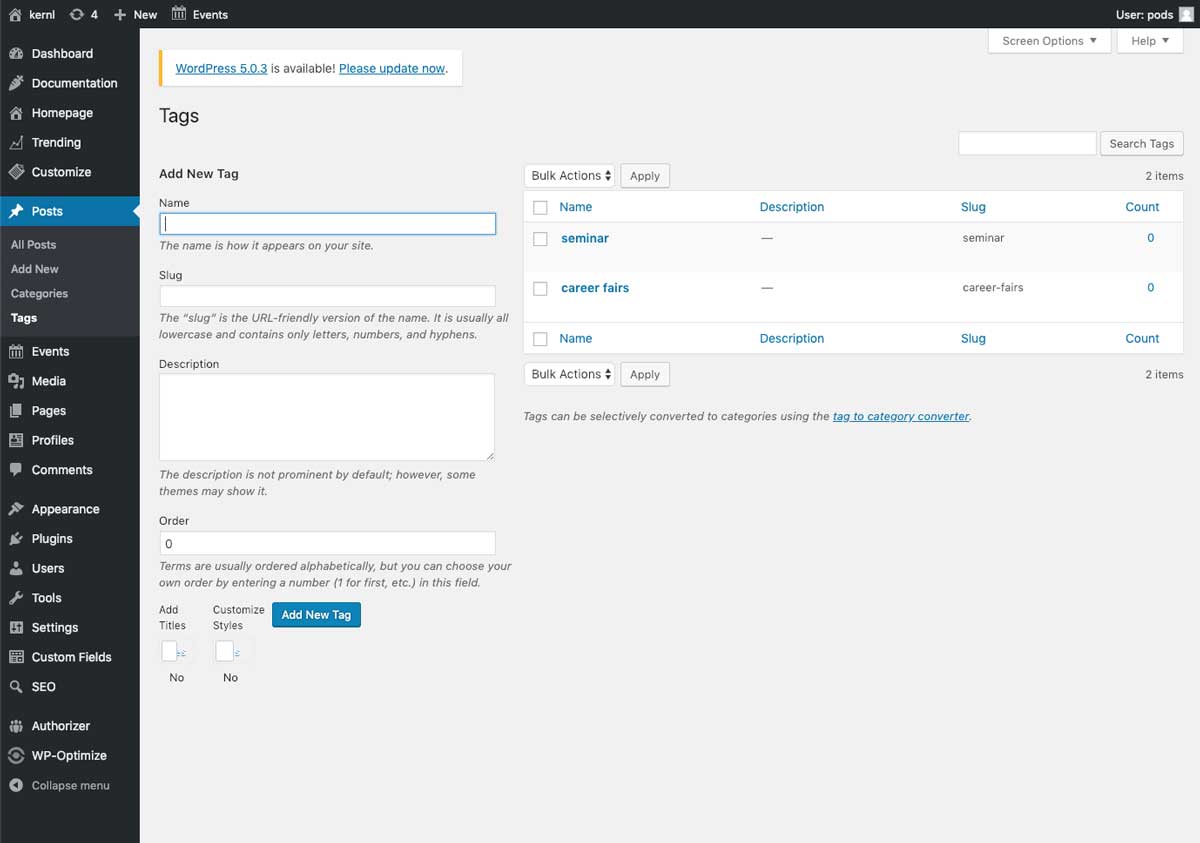 kernl 4 New Events User: pods
Screen Options Help
Dashboard
Documentation
Homepage
Trending
Customize
Posts
All Posts
Add New
Categories
Tags
Events
Media
Pages
Profiles
Comments
Appearance
Plugins
Users
Tools
Settings
Custom Fields
SEO
Authorizer
WP-Optimize
Collapse menu
WordPress 5.0.3 is available! Please update now.
Tags
Search Tags
Add New Tag
Name
The name is how it appears on your site.
Slug
The “slug” is the URL-friendly version of the name. It is usually all
lowercase and contains only letters, numbers, and hyphens.
Description
The description is not prominent by default; however, some
themes may show it.
Order
0
Terms are usually ordered alphabetically, but you can choose your
own order by entering a number (1 for first, etc.) in this field.
Add Customize
Titles Styles
Add New Tag
No No
Bulk Actions Apply 2 items
Name Description Slug Count
seminar — seminar 0
career fairs — career-fairs 0
Name Description Slug Count
Bulk Actions Apply 2 items
Tags can be selectively converted to categories using the tag to category converter.